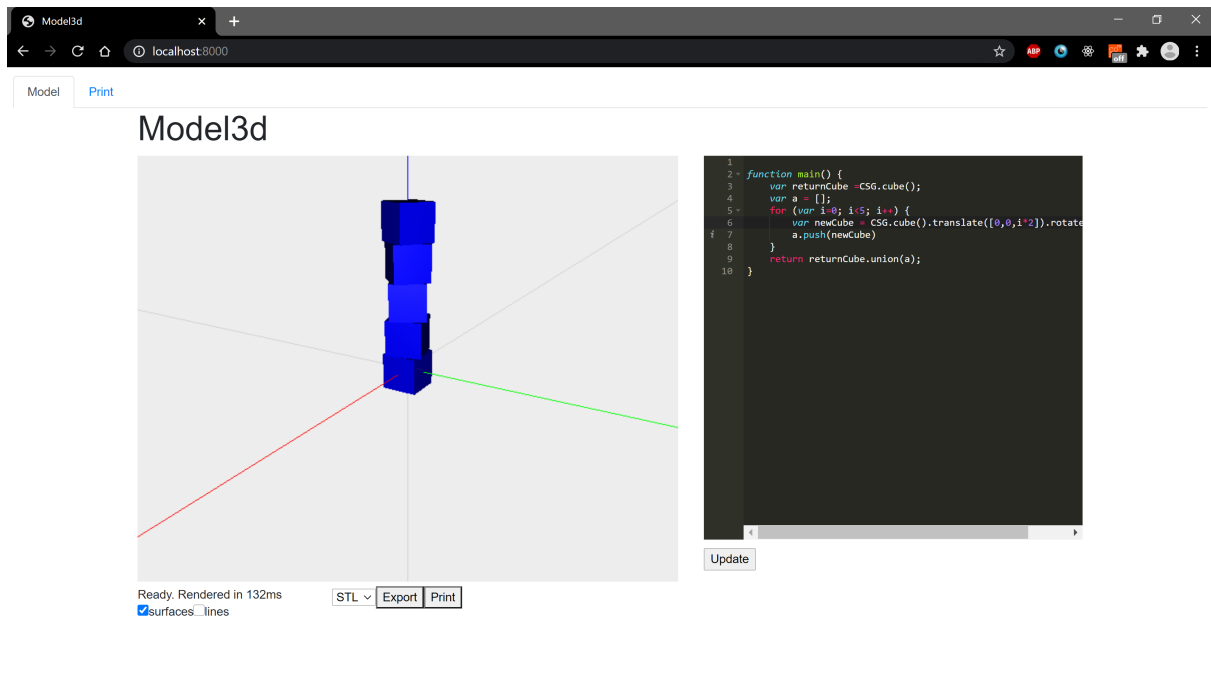 Model3d
localhost:8000
ABP
off
Model Print
Model3d
1
2 function main() {
3 var returnCube =CSG.cube();
4 var a = [];
5 for (var i=0; i<5; i++) {
6 var newCube = CSG.cube().translate([0,0,i*2]).rotate
i 7 a.push(newCube)
8 }
9 return returnCube.union(a);
10 }
Update
Ready. Rendered in 132ms
STL Export Print
surfaces lines